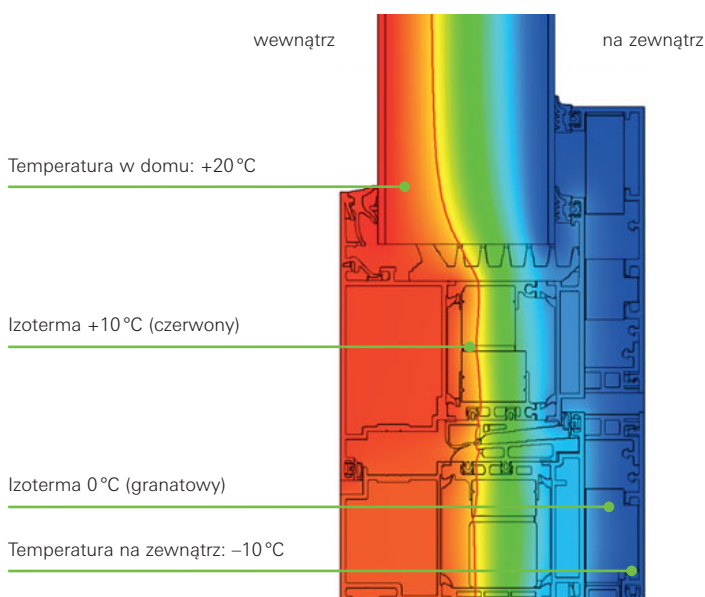 wewnątrz
na zewnątrz
Temperatura w domu: +20 °C
Izoterma +10 °C (czerwony)
Izoterma 0 °C (granatowy)
Temperatura na zewnątrz: –10 °C